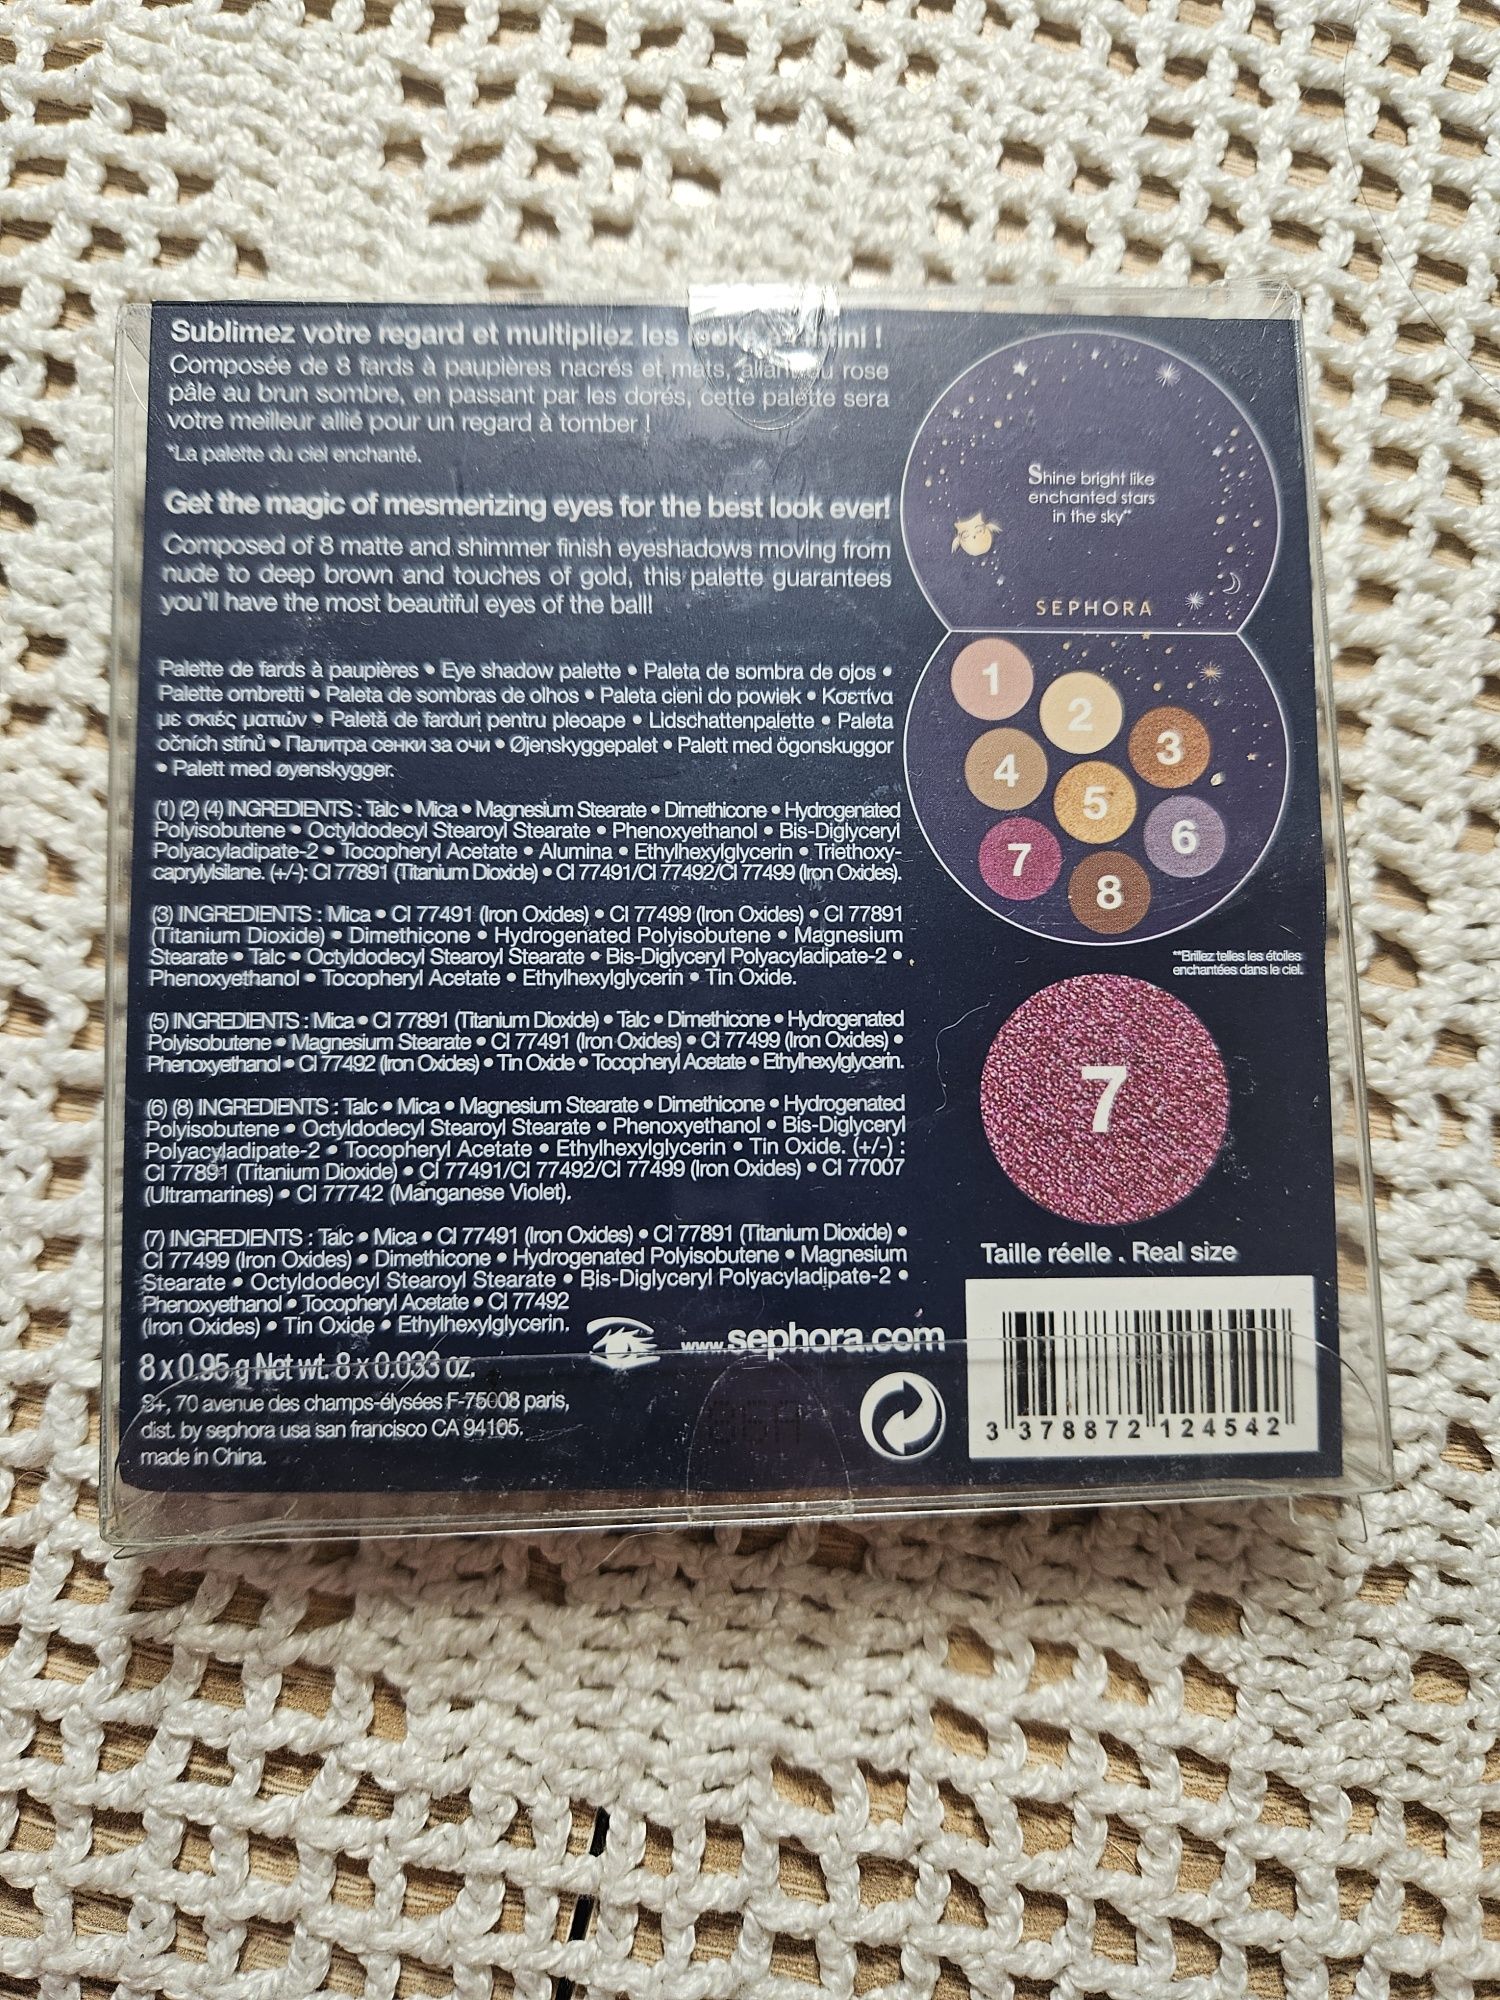 Sublimez votre regard et multipliez les looks à l'infini !
Composée de 8 fards à paupières nacrés et mats, allant du rose
pâle au brun sombre, en passant par les dorés, cette palette sera
votre meilleur allié pour un regard à tomber !
*La palette du ciel enchanté.
Get the magic of mesmerizing eyes for the best look ever!
Composed of 8 matte and shimmer finish eyeshadows moving from
nude to deep brown and touches of gold, this palette guarantees
you'll have the most beautiful eyes of the ball!
Palette de fards à paupières • Eye shadow palette • Paleta de sombra de ojos •
Palette ombretti • Paleta de sombras de olhos • Paleta cieni do powiek • Κασετίνα
με σκιές ματιών • Paletă de farduri pentru pleoape • Lidschattenpalette • Paleta
očních stínů • Палитра сенки за очи • Øjenskyggepalet • Palett med ögonskuggor
• Palett med øyenskygger.
(1) (2) (4) INGREDIENTS : Talc • Mica • Magnesium Stearate • Dimethicone • Hydrogenated
Polyisobutene • Octyldodecyl Stearoyl Stearate • Phenoxyethanol • Bis-Diglyceryl
Polyacyladipate-2 • Tocopheryl Acetate • Alumina • Ethylhexylglycerin • Triethoxy-
caprylylsilane. (+/-): CI 77891 (Titanium Dioxide) • CI 77491/CI 77492/CI 77499 (Iron Oxides).
(3) INGREDIENTS : Mica • CI 77491 (Iron Oxides) • CI 77499 (Iron Oxides) • CI 77891
(Titanium Dioxide) • Dimethicone • Hydrogenated Polyisobutene • Magnesium
Stearate • Talc • Octyldodecyl Stearoyl Stearate • Bis-Diglyceryl Polyacyladipate-2 •
Phenoxyethanol • Tocopheryl Acetate • Ethylhexylglycerin • Tin Oxide.
(5) INGREDIENTS : Mica • CI 77891 (Titanium Dioxide) • Talc • Dimethicone • Hydrogenated
Polyisobutene • Magnesium Stearate • CI 77491 (Iron Oxides) • CI 77499 (Iron Oxides) •
Phenoxyethanol • CI 77492 (Iron Oxides) • Tin Oxide • Tocopheryl Acetate • Ethylhexylglycerin.
(6) (8) INGREDIENTS : Talc • Mica • Magnesium Stearate • Dimethicone • Hydrogenated
Polyisobutene • Octyldodecyl Stearoyl Stearate • Phenoxyethanol • Bis-Diglyceryl
Polyacyladipate-2 • Tocopheryl Acetate • Ethylhexylglycerin • Tin Oxide. (+/-) :
CI 77891 (Titanium Dioxide) • CI 77491/CI 77492/CI 77499 (Iron Oxides) • CI 77007
(Ultramarines) • CI 77742 (Manganese Violet).
(7) INGREDIENTS : Talc • Mica • CI 77491 (Iron Oxides) • CI 77891 (Titanium Dioxide) •
CI 77499 (Iron Oxides) • Dimethicone • Hydrogenated Polyisobutene • Magnesium
Stearate • Octyldodecyl Stearoyl Stearate • Bis-Diglyceryl Polyacyladipate-2 •
Phenoxyethanol • Tocopheryl Acetate • CI 77492
(Iron Oxides) • Tin Oxide • Ethylhexylglycerin.
www.sephora.com
8 x 0.95 g Net wt. 8 x 0.033 oz.
S+, 70 avenue des champs-élysées F-75008 paris,
dist. by sephora usa san francisco CA 94105.
made in China.
Shine bright like
enchanted stars
in the sky**
SEPHORA
1
2
3
4
5
6
7
8
**Brillez telles les étoiles
enchantées dans le ciel.
7
Taille réelle . Real size
3 378872 124542